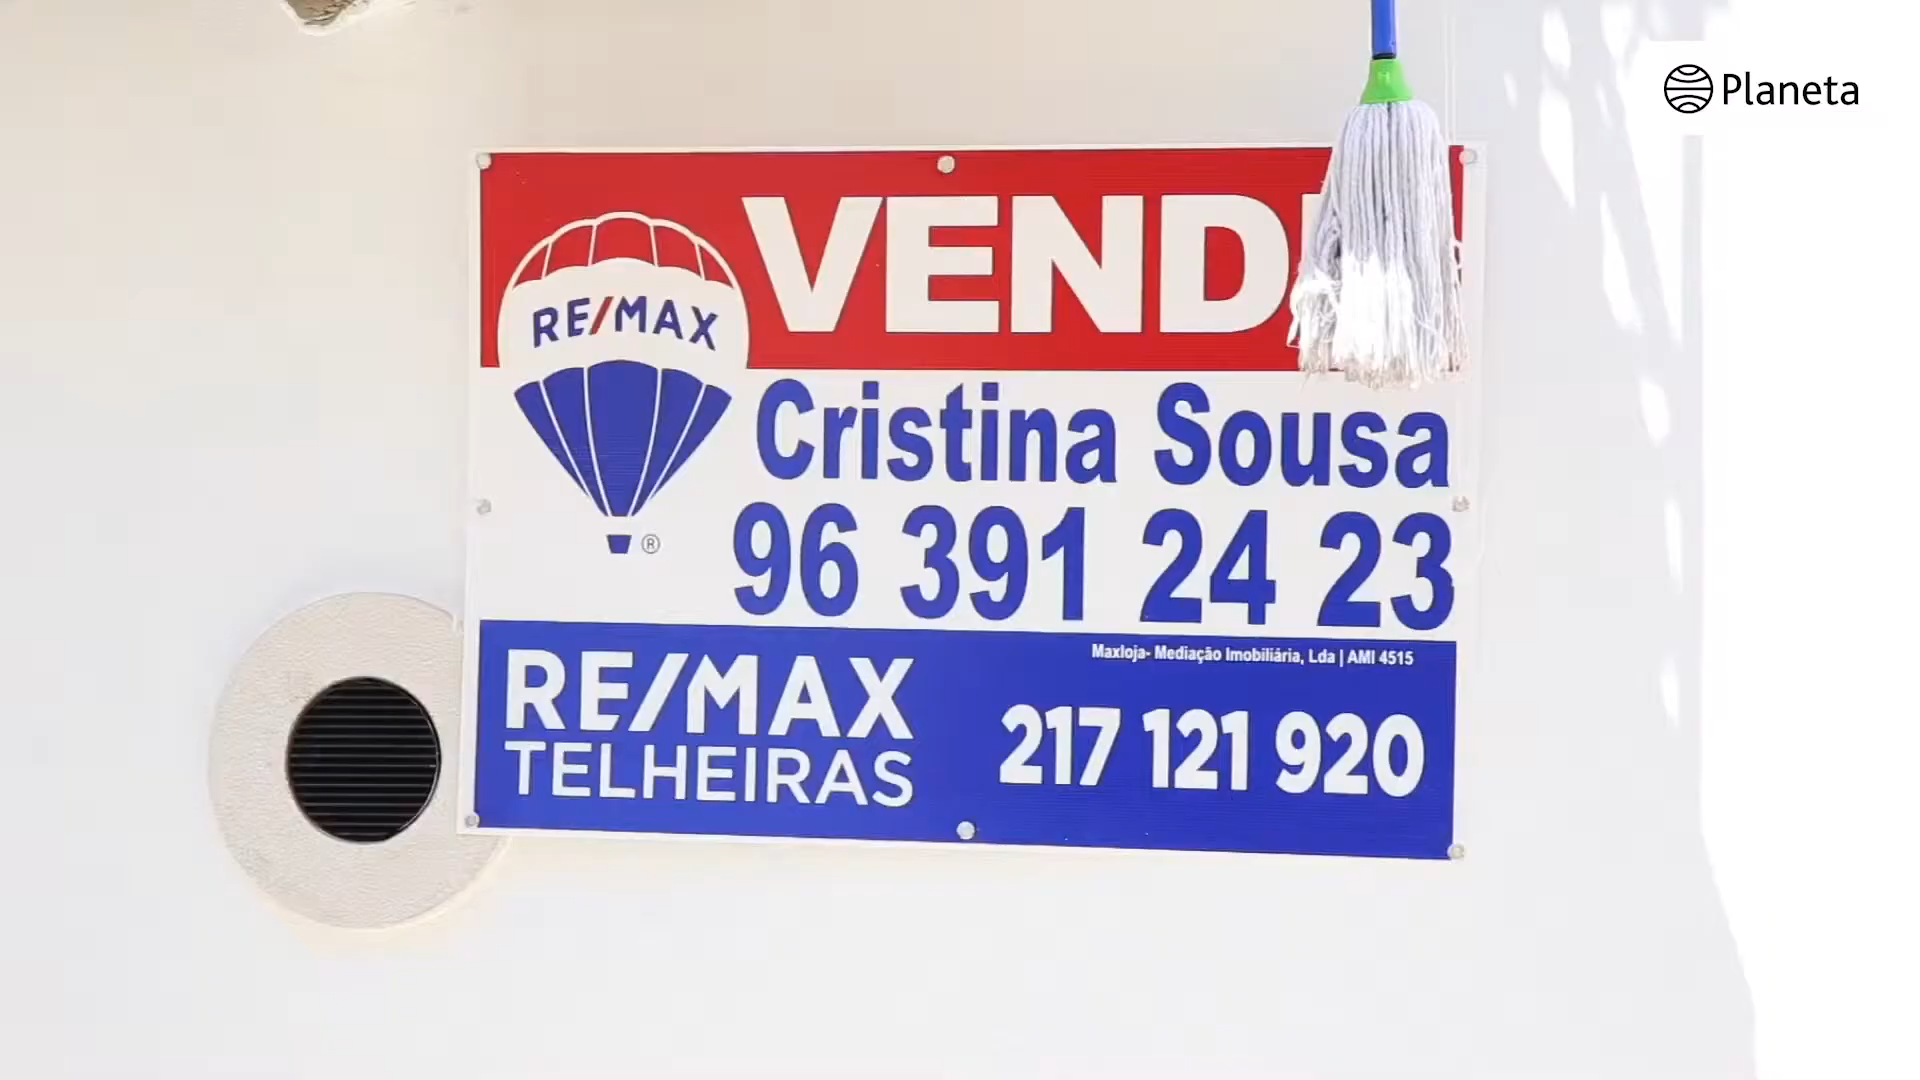 Planeta
VEND
RE/MAX
Cristina Sousa
96 391 24 23
®
Maxloja- Mediação Imobiliária, Lda | AMI 4515
RE/MAX
TELHEIRAS
217 121 920